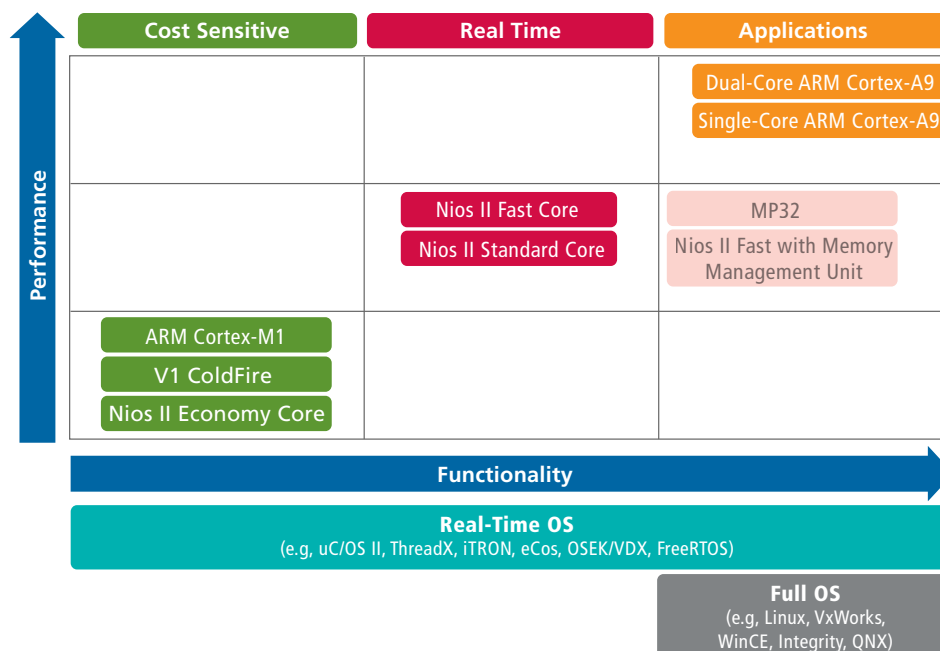 Cost Sensitive
Real Time
Applications
Performance
Dual-Core ARM Cortex-A9
Single-Core ARM Cortex-A9
Nios II Fast Core
Nios II Standard Core
MP32
Nios II Fast with Memory
Management Unit
ARM Cortex-M1
V1 ColdFire
Nios II Economy Core
Functionality
Real-Time OS
(e.g, uC/OS II, ThreadX, iTRON, eCos, OSEK/VDX, FreeRTOS)
Full OS
(e.g, Linux, VxWorks,
WinCE, Integrity, QNX)